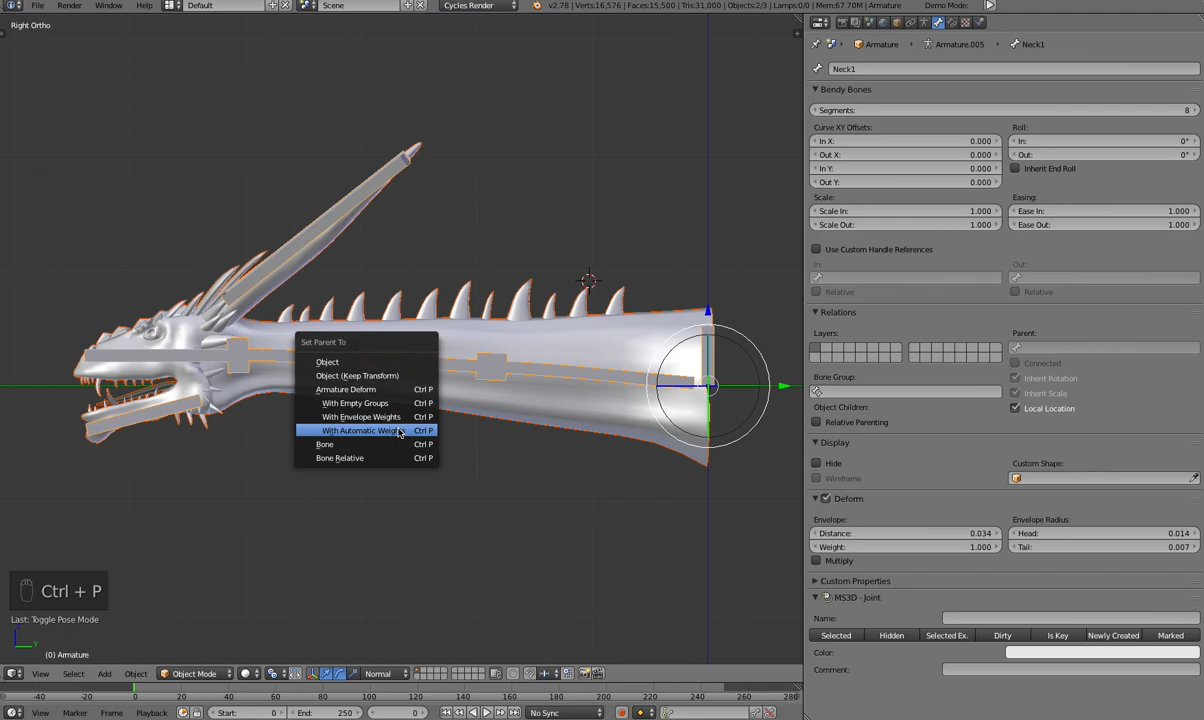 File Render Window Help Default Scene Cycles Render v2.78 | Verts:16,576 | Faces:15,500 | Tris:31,000 | Objects:2/3 | Lamps:0/0 | Mem:67.70M | Armature Demo Mode:
Right Ortho
Armature Armature.005 Neck1
Neck1
Bendy Bones
Segments: 8
Curve XY Offsets: Roll:
In X: 0.000 In: 0°
Out X: 0.000 Out: 0°
In Y: 0.000 Inherit End Roll
Out Y: 0.000
Scale: Easing:
Scale In: 1.000 Ease In: 1.000
Scale Out: 1.000 Ease Out: 1.000
Use Custom Handle References
In: Out:
Relative Relative
Relations
Layers: Parent:
Connected
Bone Group: Inherit Rotation
Inherit Scale
Object Children: Local Location
Relative Parenting
Display
Hide Custom Shape:
Wireframe
Deform
Envelope: Envelope Radius:
Distance: 0.034 Head: 0.014
Weight: 1.000 Tail: 0.007
Multiply
Custom Properties
MS3D - Joint
Name:
Selected Hidden Selected Ex. Dirty Is Key Newly Created Marked
Color:
Comment:
Set Parent To
Object
Object (Keep Transform)
Armature Deform Ctrl P
With Empty Groups Ctrl P
With Envelope Weights Ctrl P
With Automatic Weights Ctrl P
Bone Ctrl P
Bone Relative Ctrl P
Ctrl + P
Last: Toggle Pose Mode
z
y
(0) Armature
View Select Add Object Object Mode Normal
-40 -20 0 20 40 60 80 100 120 140 160 180 200 220 240 260 280
View Marker Frame Playback Start: 0 End: 250 0 No Sync